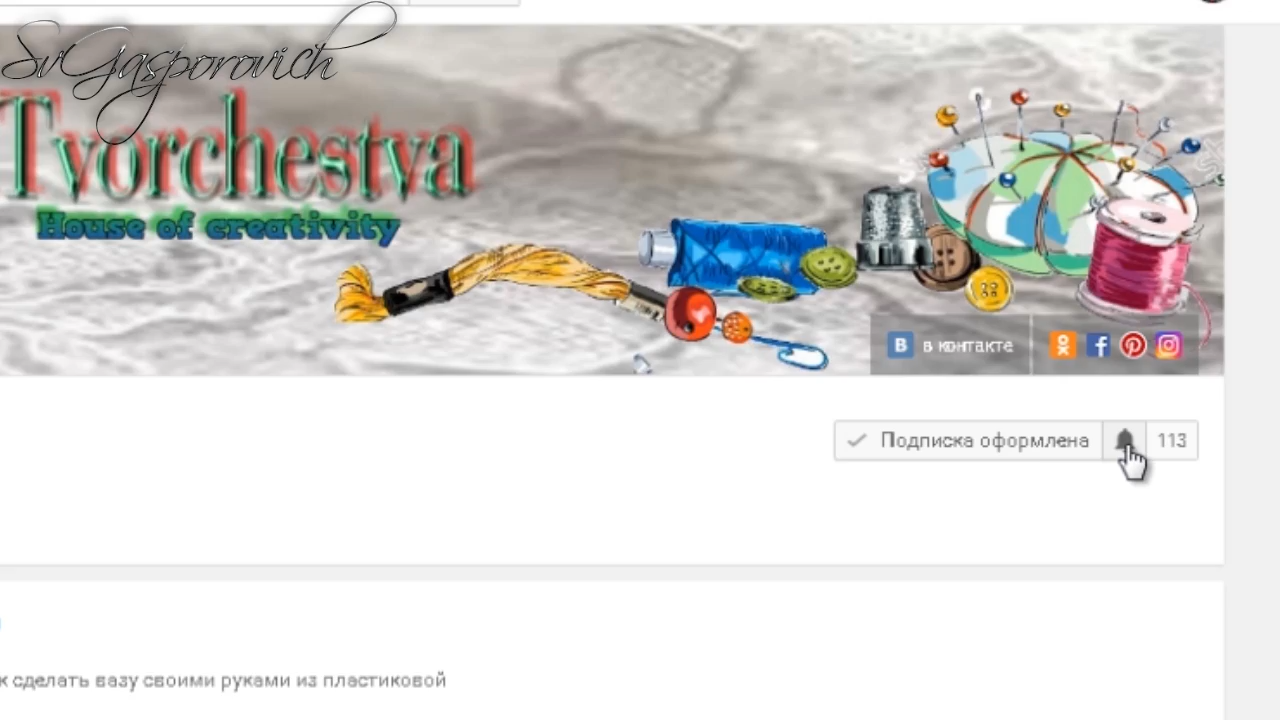 SvGasporovich
Tvorchestva
House of creativity
В в контакте
Подписка оформлена 113
к сделать вазу своими руками из пластиковой